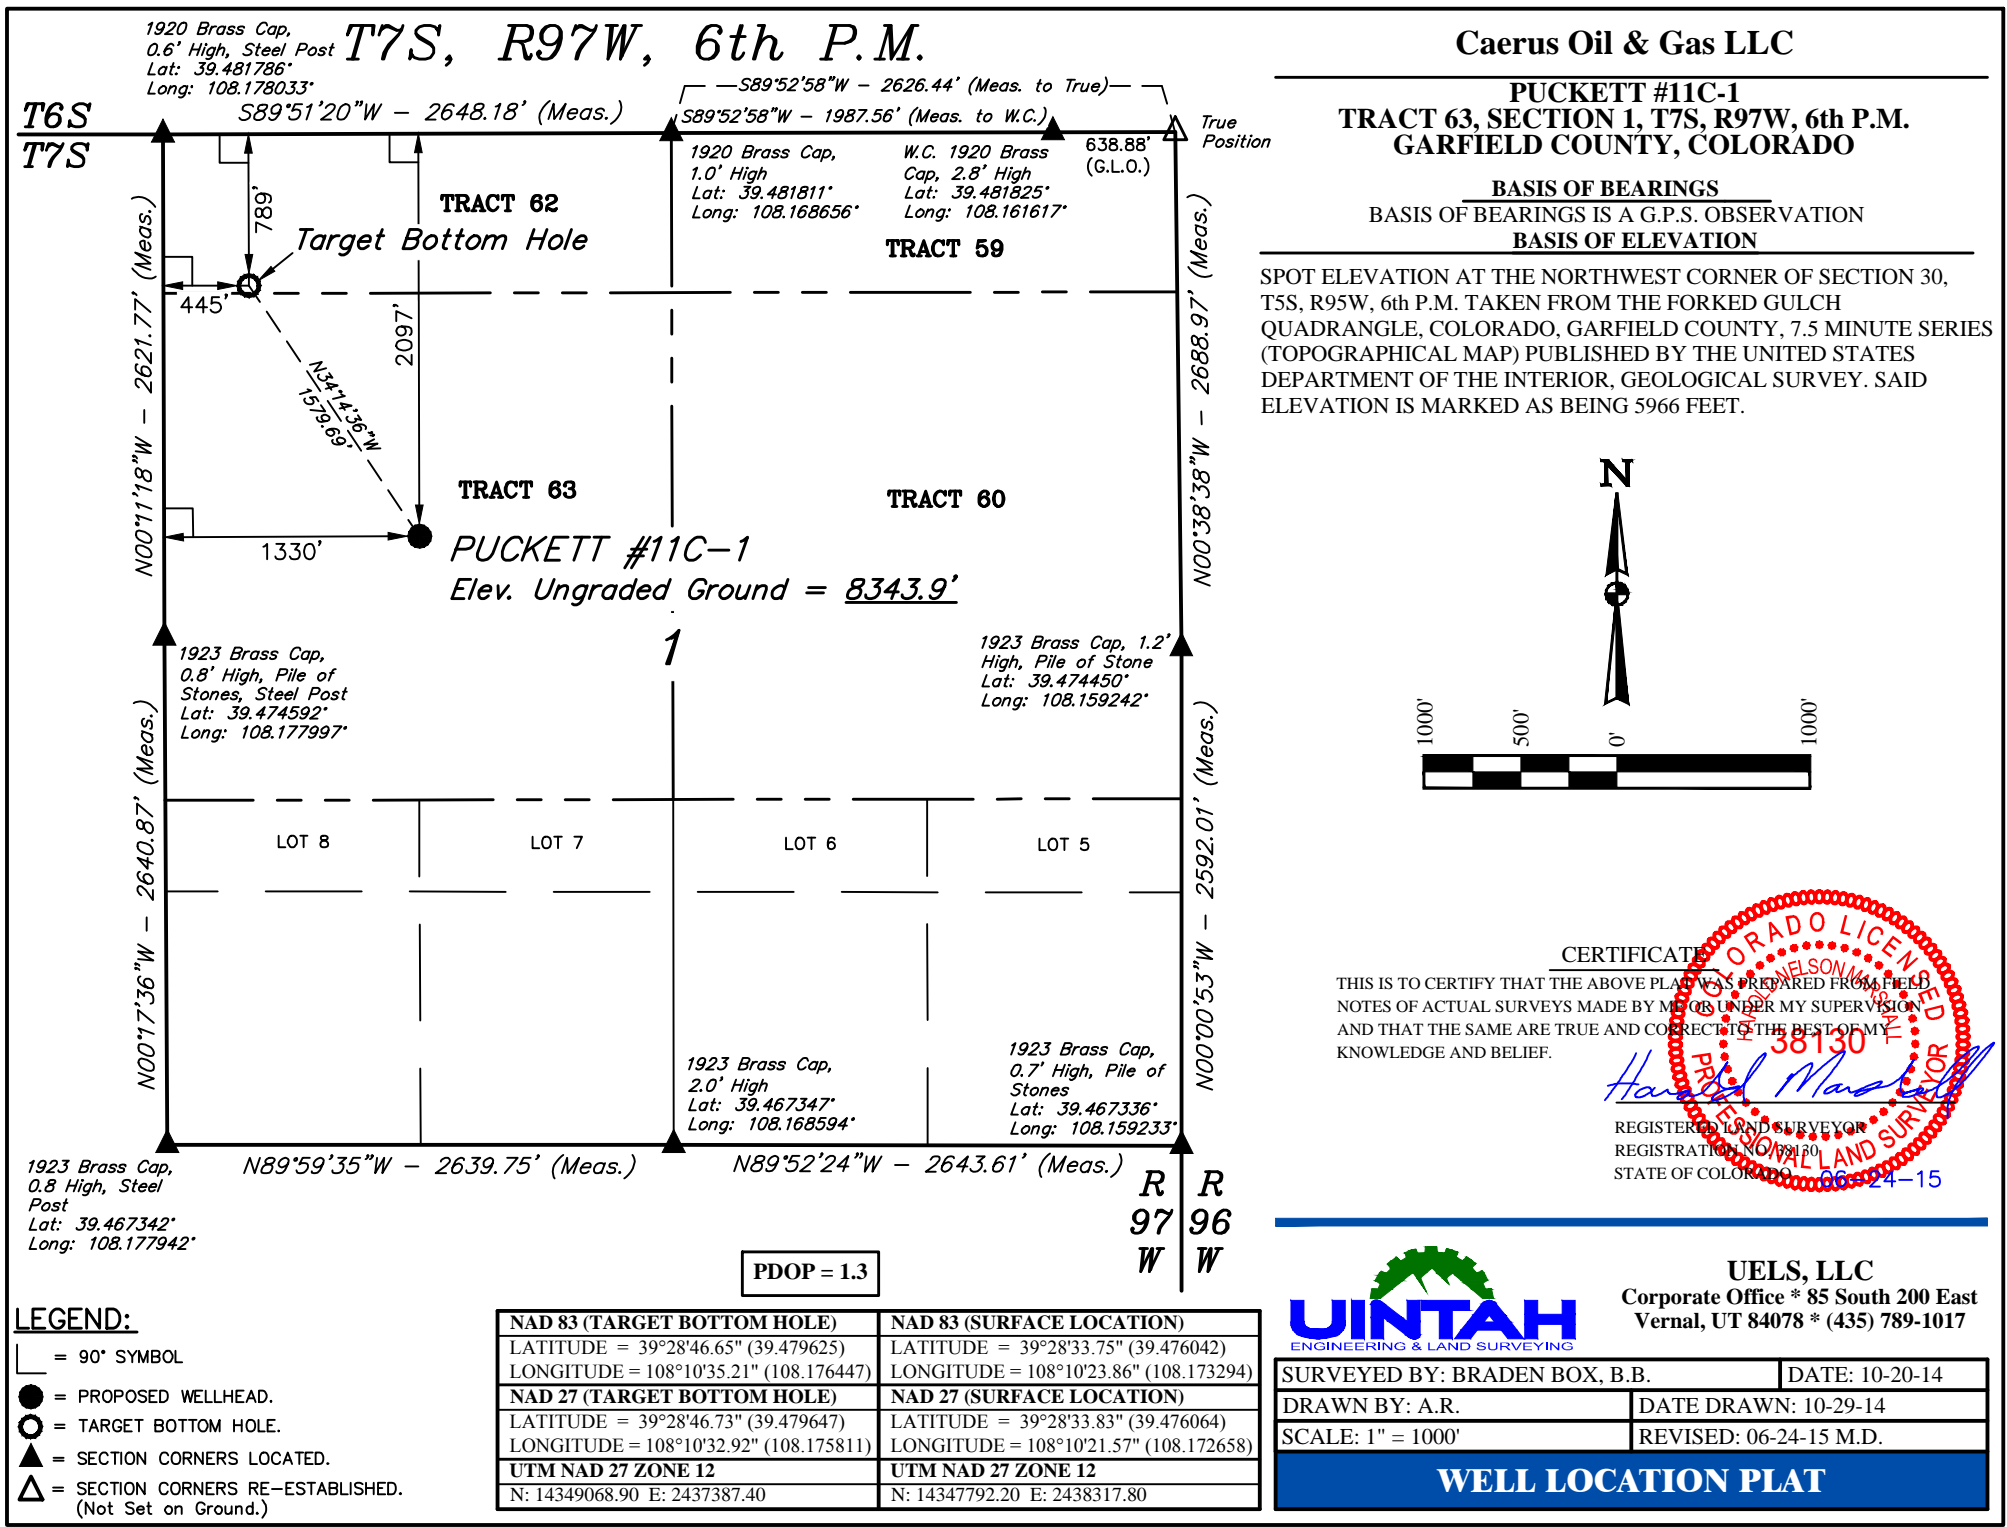 T7S, R97W, 6th P.M.
1920 Brass Cap,
0.6' High, Steel Post
Lat: 39.481786°
Long: 108.178033°
T6S
T7S
S89°51'20"W - 2648.18' (Meas.)
S89°52'58"W - 2626.44' (Meas. to True)
S89°52'58"W - 1987.56' (Meas. to W.C.)
638.88'
(G.L.O.)
True
Position
1920 Brass Cap,
1.0' High
Lat: 39.481811°
Long: 108.168656°
W.C. 1920 Brass
Cap, 2.8' High
Lat: 39.481825°
Long: 108.161617°
789'
TRACT 62
Target Bottom Hole
TRACT 59
445'
2097'
N34°14'36"W
1579.69'
N00°11'18"W - 2621.77' (Meas.)
N00°38'38"W - 2688.97' (Meas.)
TRACT 63
TRACT 60
1330'
PUCKETT #11C-1
Elev. Ungraded Ground = 8343.9'
1
1923 Brass Cap,
0.8' High, Pile of
Stones, Steel Post
Lat: 39.474592°
Long: 108.177997°
1923 Brass Cap, 1.2'
High, Pile of Stone
Lat: 39.474450°
Long: 108.159242°
N00°17'36"W - 2640.87' (Meas.)
N00°00'53"W - 2592.01' (Meas.)
LOT 8
LOT 7
LOT 6
LOT 5
1923 Brass Cap,
2.0' High
Lat: 39.467347°
Long: 108.168594°
1923 Brass Cap,
0.7' High, Pile of
Stones
Lat: 39.467336°
Long: 108.159233°
1923 Brass Cap,
0.8 High, Steel
Post
Lat: 39.467342°
Long: 108.177942°
N89°59'35"W - 2639.75' (Meas.)
N89°52'24"W - 2643.61' (Meas.)
R R
97 96
W W
PDOP = 1.3
LEGEND:
= 90° SYMBOL
= PROPOSED WELLHEAD.
= TARGET BOTTOM HOLE.
= SECTION CORNERS LOCATED.
= SECTION CORNERS RE-ESTABLISHED.
(Not Set on Ground.)
NAD 83 (TARGET BOTTOM HOLE)
LATITUDE = 39°28'46.65" (39.479625)
LONGITUDE = 108°10'35.21" (108.176447)
NAD 27 (TARGET BOTTOM HOLE)
LATITUDE = 39°28'46.73" (39.479647)
LONGITUDE = 108°10'32.92" (108.175811)
UTM NAD 27 ZONE 12
N: 14349068.90 E: 2437387.40
NAD 83 (SURFACE LOCATION)
LATITUDE = 39°28'33.75" (39.476042)
LONGITUDE = 108°10'23.86" (108.173294)
NAD 27 (SURFACE LOCATION)
LATITUDE = 39°28'33.83" (39.476064)
LONGITUDE = 108°10'21.57" (108.172658)
UTM NAD 27 ZONE 12
N: 14347792.20 E: 2438317.80
Caerus Oil & Gas LLC
PUCKETT #11C-1
TRACT 63, SECTION 1, T7S, R97W, 6th P.M.
GARFIELD COUNTY, COLORADO
BASIS OF BEARINGS
BASIS OF BEARINGS IS A G.P.S. OBSERVATION
BASIS OF ELEVATION
SPOT ELEVATION AT THE NORTHWEST CORNER OF SECTION 30,
T5S, R95W, 6th P.M. TAKEN FROM THE FORKED GULCH
QUADRANGLE, COLORADO, GARFIELD COUNTY, 7.5 MINUTE SERIES
(TOPOGRAPHICAL MAP) PUBLISHED BY THE UNITED STATES
DEPARTMENT OF THE INTERIOR, GEOLOGICAL SURVEY. SAID
ELEVATION IS MARKED AS BEING 5966 FEET.
N
1000' 500' 0' 1000'
CERTIFICATE
THIS IS TO CERTIFY THAT THE ABOVE PLAT WAS PREPARED FROM FIELD
NOTES OF ACTUAL SURVEYS MADE BY ME OR UNDER MY SUPERVISION
AND THAT THE SAME ARE TRUE AND CORRECT TO THE BEST OF MY
KNOWLEDGE AND BELIEF.
COLORADO LICENSED
HAROLD NELSON MARSHALL
38130
PROFESSIONAL LAND SURVEYOR
Harold Marshall
REGISTERED LAND SURVEYOR
REGISTRATION NO. 38130
STATE OF COLORADO
06-24-15
UINTAH
ENGINEERING & LAND SURVEYING
UELS, LLC
Corporate Office * 85 South 200 East
Vernal, UT 84078 * (435) 789-1017
SURVEYED BY: BRADEN BOX, B.B. DATE: 10-20-14
DRAWN BY: A.R. DATE DRAWN: 10-29-14
SCALE: 1" = 1000' REVISED: 06-24-15 M.D.
WELL LOCATION PLAT